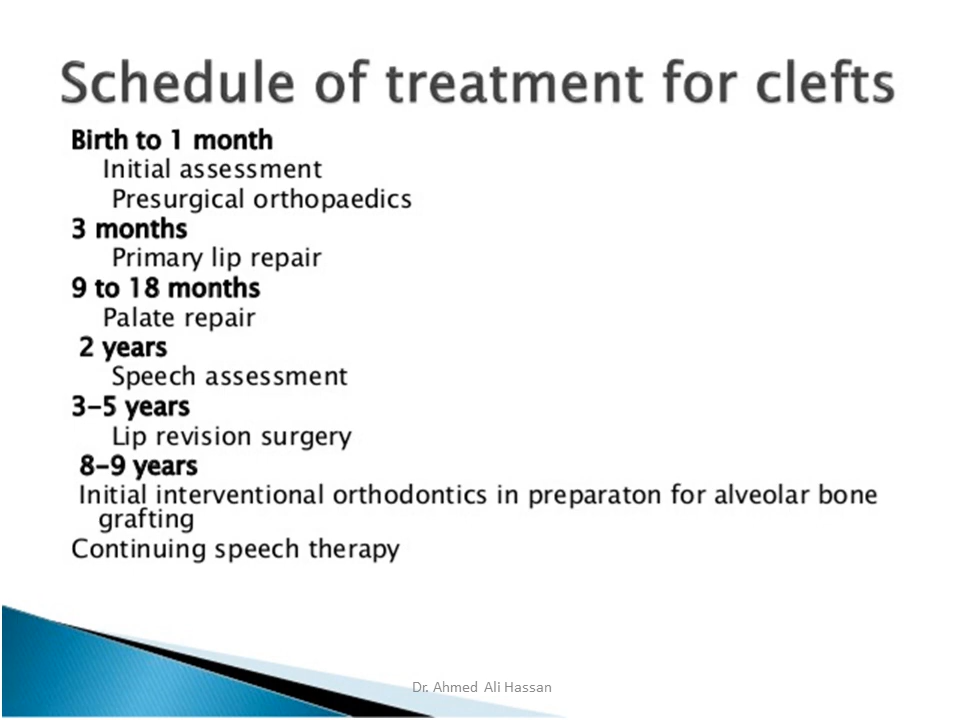 Schedule of treatment for clefts
Birth to 1 month
Initial assessment
Presurgical orthopaedics
3 months
Primary lip repair
9 to 18 months
Palate repair
2 years
Speech assessment
3-5 years
Lip revision surgery
8-9 years
Initial interventional orthodontics in preparaton for alveolar bone
grafting
Continuing speech therapy
Dr. Ahmed Ali Hassan